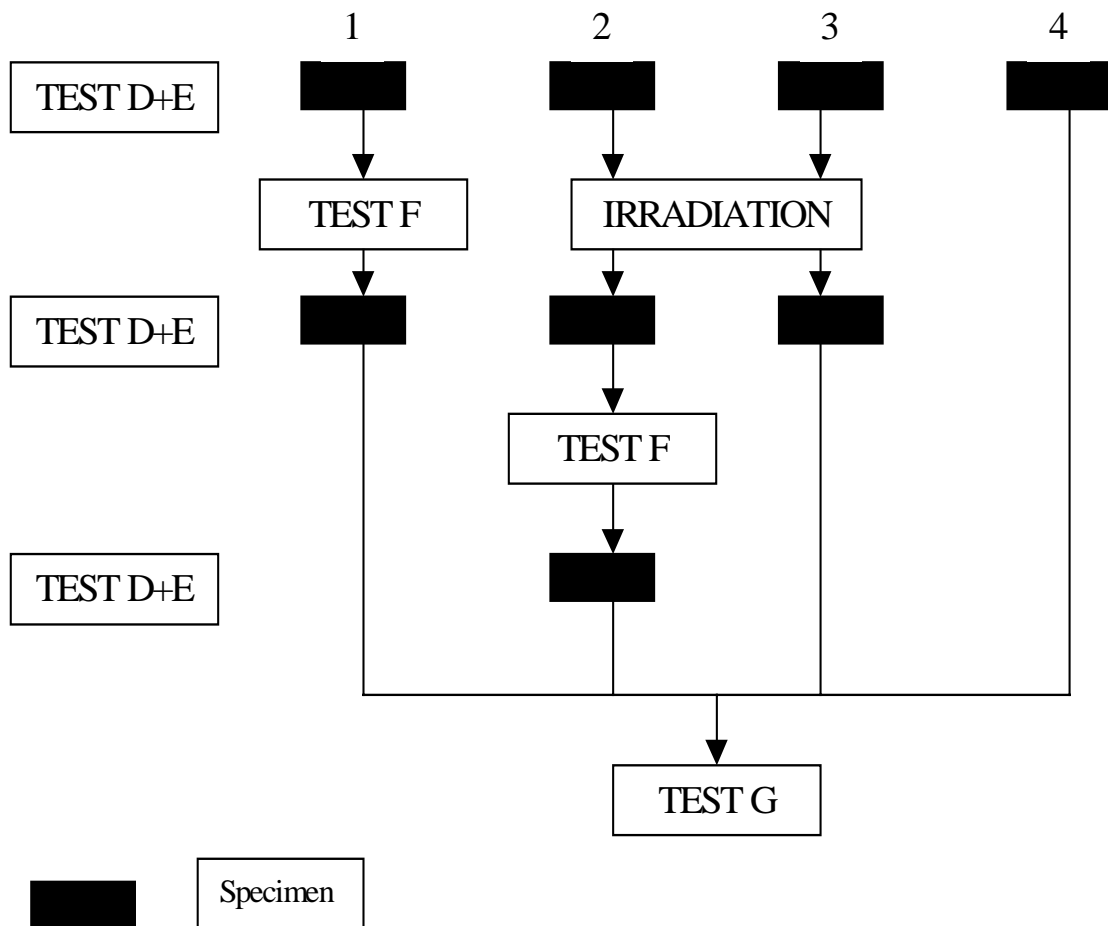 1 2 3 4
TEST D+E
TEST F IRRADIATION
TEST D+E
TEST F
TEST D+E
TEST G
Specimen